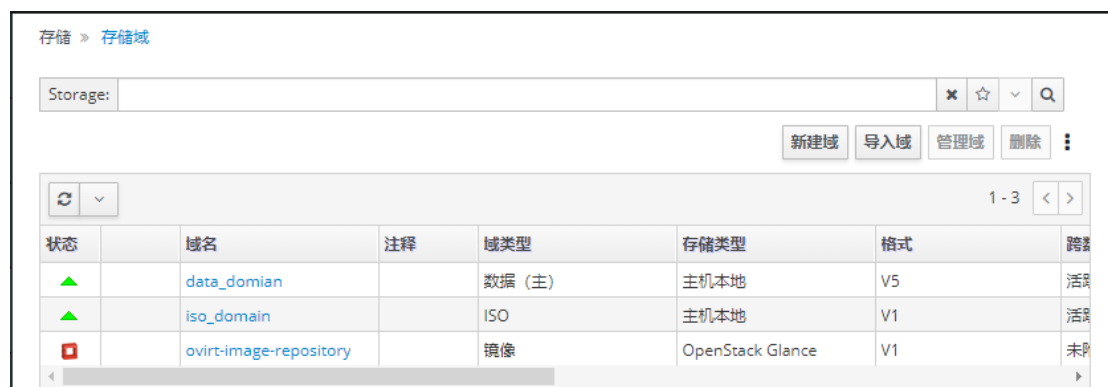 存储 » 存储域
Storage:
新建域 导入域 管理域 删除
1 - 3
状态 域名 注释 域类型 存储类型 格式
data_domian 数据（主） 主机本地 V5
iso_domain ISO 主机本地 V1
ovirt-image-repository 镜像 OpenStack Glance V1